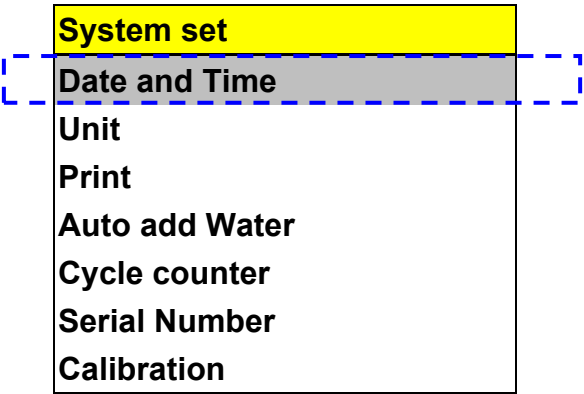 System set
Date and Time
Unit
Print
Auto add Water
Cycle counter
Serial Number
Calibration